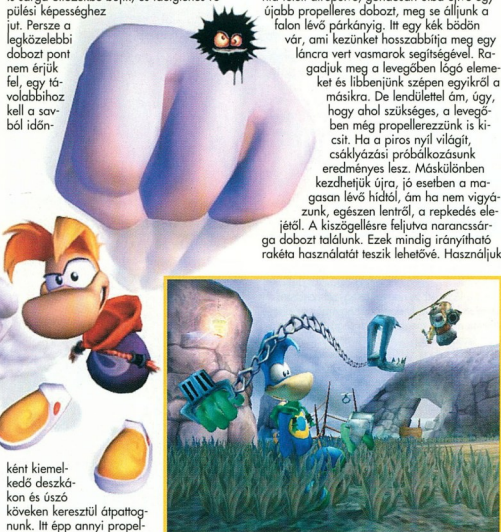 pülési képességhez
jut. Persze a
legközelebbi
dobozt pont
nem érjük
fel, egy tá-
volabbihoz
kell a sav-
ból időn-
ként kiemel-
kedő deszká-
kon és úszó
köveken keresztül átpattog-
nunk. Itt épp annyi propel-
újabb propelleres dobozt, meg se álljunk a
falon lévő párkányig. Itt egy kék bödön
vár, ami kezünket hosszabbítja meg egy
láncra vert vasmarok segítségével. Ra-
gadjuk meg a levegőben lógó eleme-
ket és libbenjünk szépen egyikről a
másikra. De lendülettel ám, úgy,
hogy ahol szükséges, a levegő-
ben még propellerezzünk is ki-
csit. Ha a piros nyíl világít,
csáklyázási próbálkozásunk
eredményes lesz. Máskülönben
kezdhetjük újra, jó esetben a ma-
gasan lévő hídtól, ám ha nem vigyá-
zunk, egészen lentről, a repkedés ele-
jétől. A kiszögellésre feljutva narancssár-
ga dobozt találunk. Ezek mindig irányítható
rakéta használatát teszik lehetővé. Használjuk